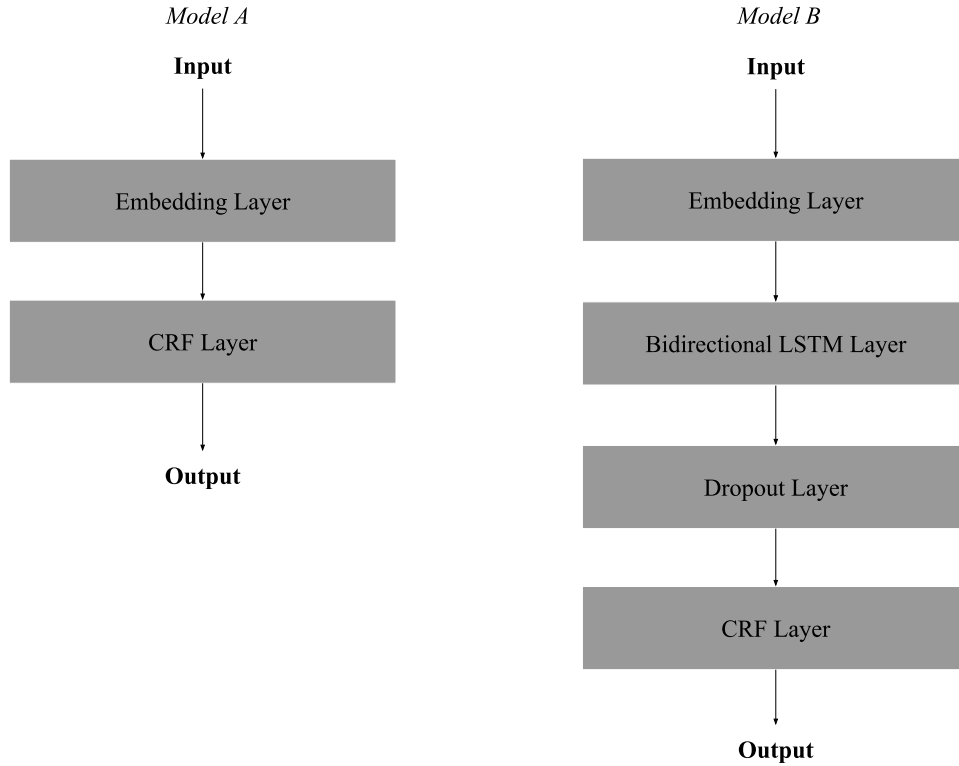 Model A
Input
Embedding Layer
CRF Layer
Output
Model B
Input
Embedding Layer
Bidirectional LSTM Layer
Dropout Layer
CRF Layer
Output